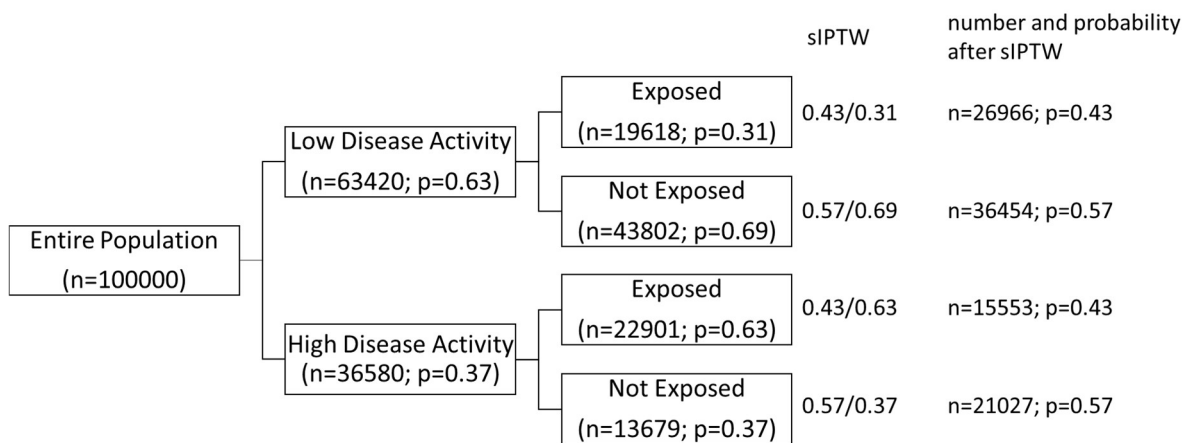 sIPTW
number and probability
after sIPTW
Exposed
(n=19618; p=0.31)
0.43/0.31
n=26966; p=0.43
Low Disease Activity
(n=63420; p=0.63)
Not Exposed
(n=43802; p=0.69)
0.57/0.69
n=36454; p=0.57
Entire Population
(n=100000)
Exposed
(n=22901; p=0.63)
0.43/0.63
n=15553; p=0.43
High Disease Activity
(n=36580; p=0.37)
Not Exposed
(n=13679; p=0.37)
0.57/0.37
n=21027; p=0.57